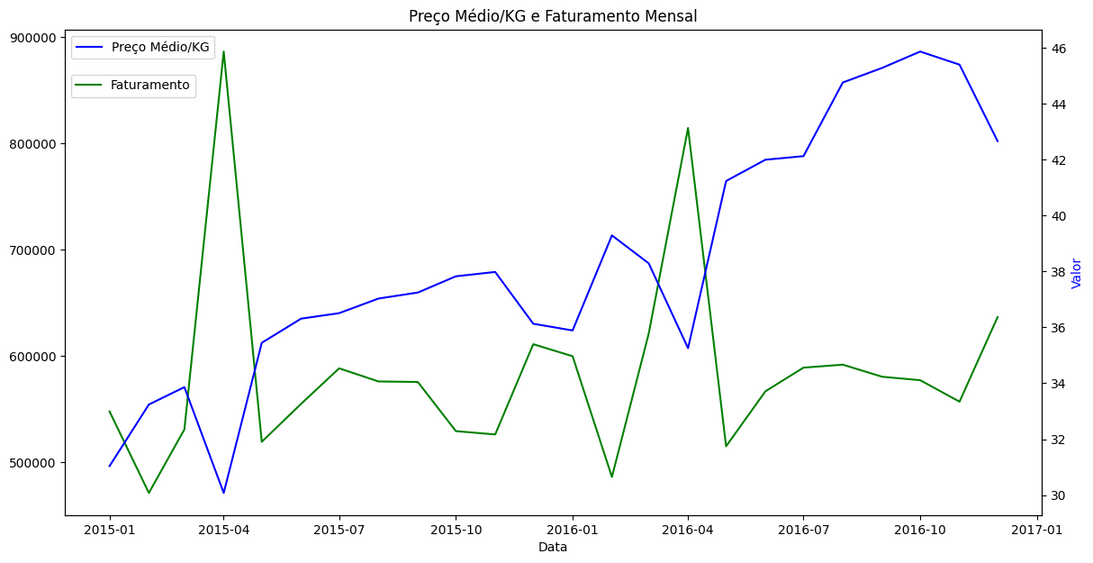 Preço Médio/KG e Faturamento Mensal
Preço Médio/KG
Faturamento
900000
800000
700000
600000
500000
46
44
42
40
38
36
34
32
30
Valor
2015-01 2015-04 2015-07 2015-10 2016-01 2016-04 2016-07 2016-10 2017-01
Data